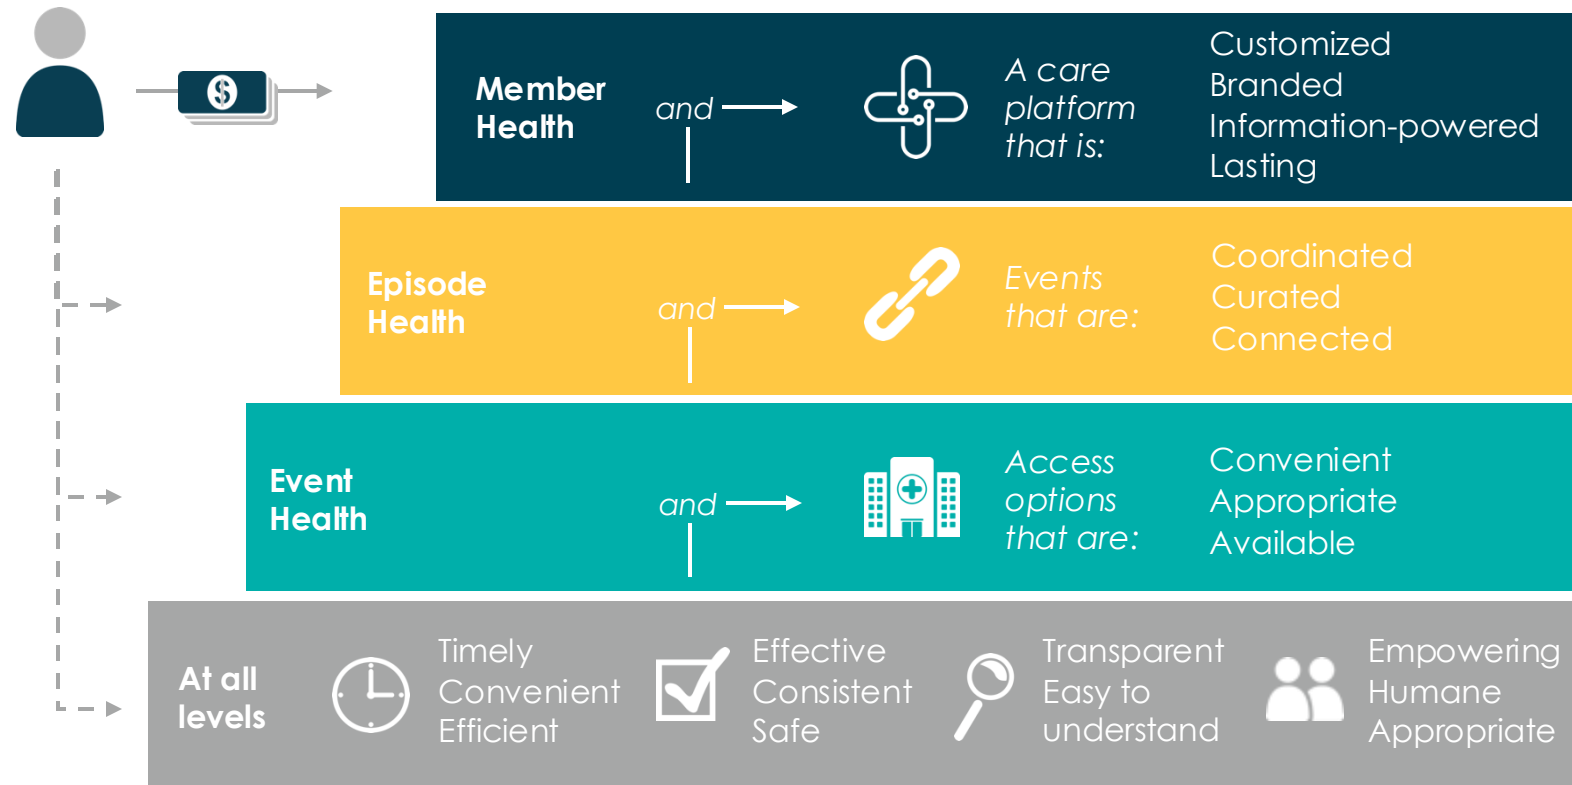 $
Member
Health
and
A care
platform
that is:
Customized
Branded
Information-powered
Lasting
Episode
Health
and
Events
that are:
Coordinated
Curated
Connected
Event
Health
and
Access
options
that are:
Convenient
Appropriate
Available
At all
levels
Timely
Convenient
Efficient
Effective
Consistent
Safe
Transparent
Easy to
understand
Empowering
Humane
Appropriate